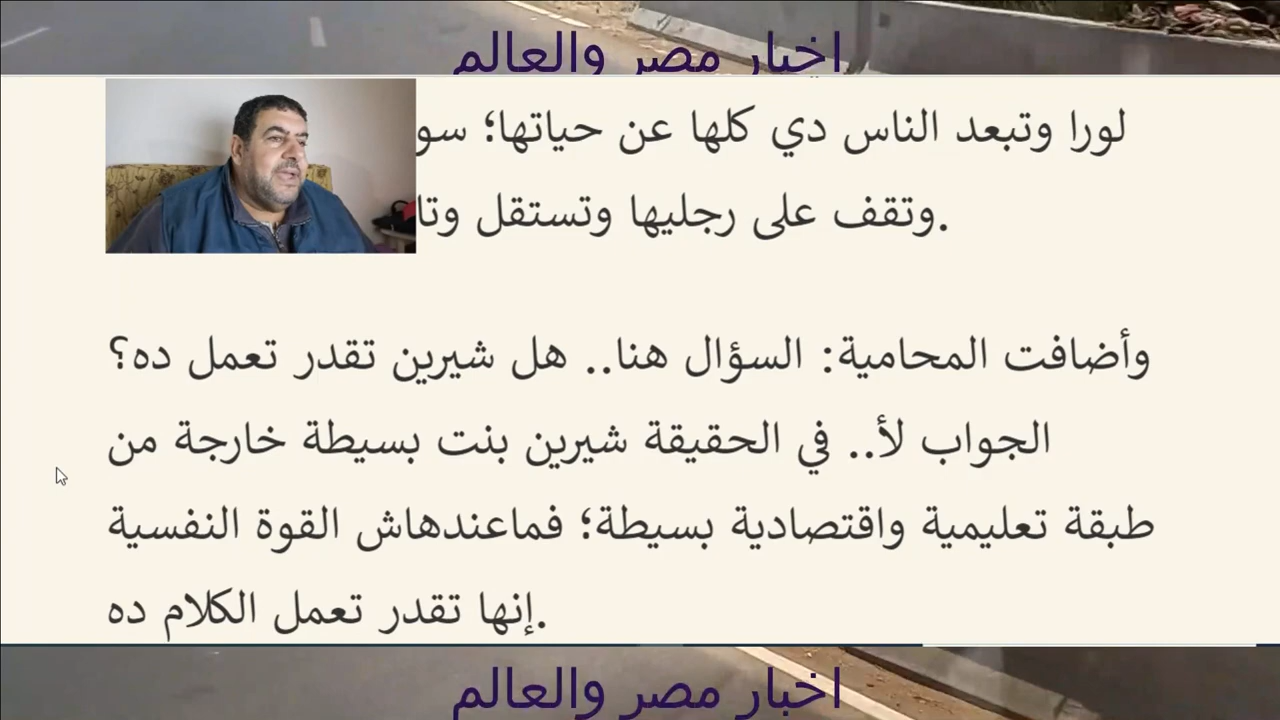 اخبار مصر والعالم
لورا وتبعد الناس دي كلها عن حياتها؛
وتقف على رجليها وتستقل.
وأضافت المحامية: السؤال هنا.. هل شيرين تقدر تعمل ده؟
الجواب لأ.. في الحقيقة شيرين بنت بسيطة خارجة من
طبقة تعليمية واقتصادية بسيطة؛ فماعندهاش القوة النفسية
إنها تقدر تعمل الكلام ده.
اخبار مصر والعالم